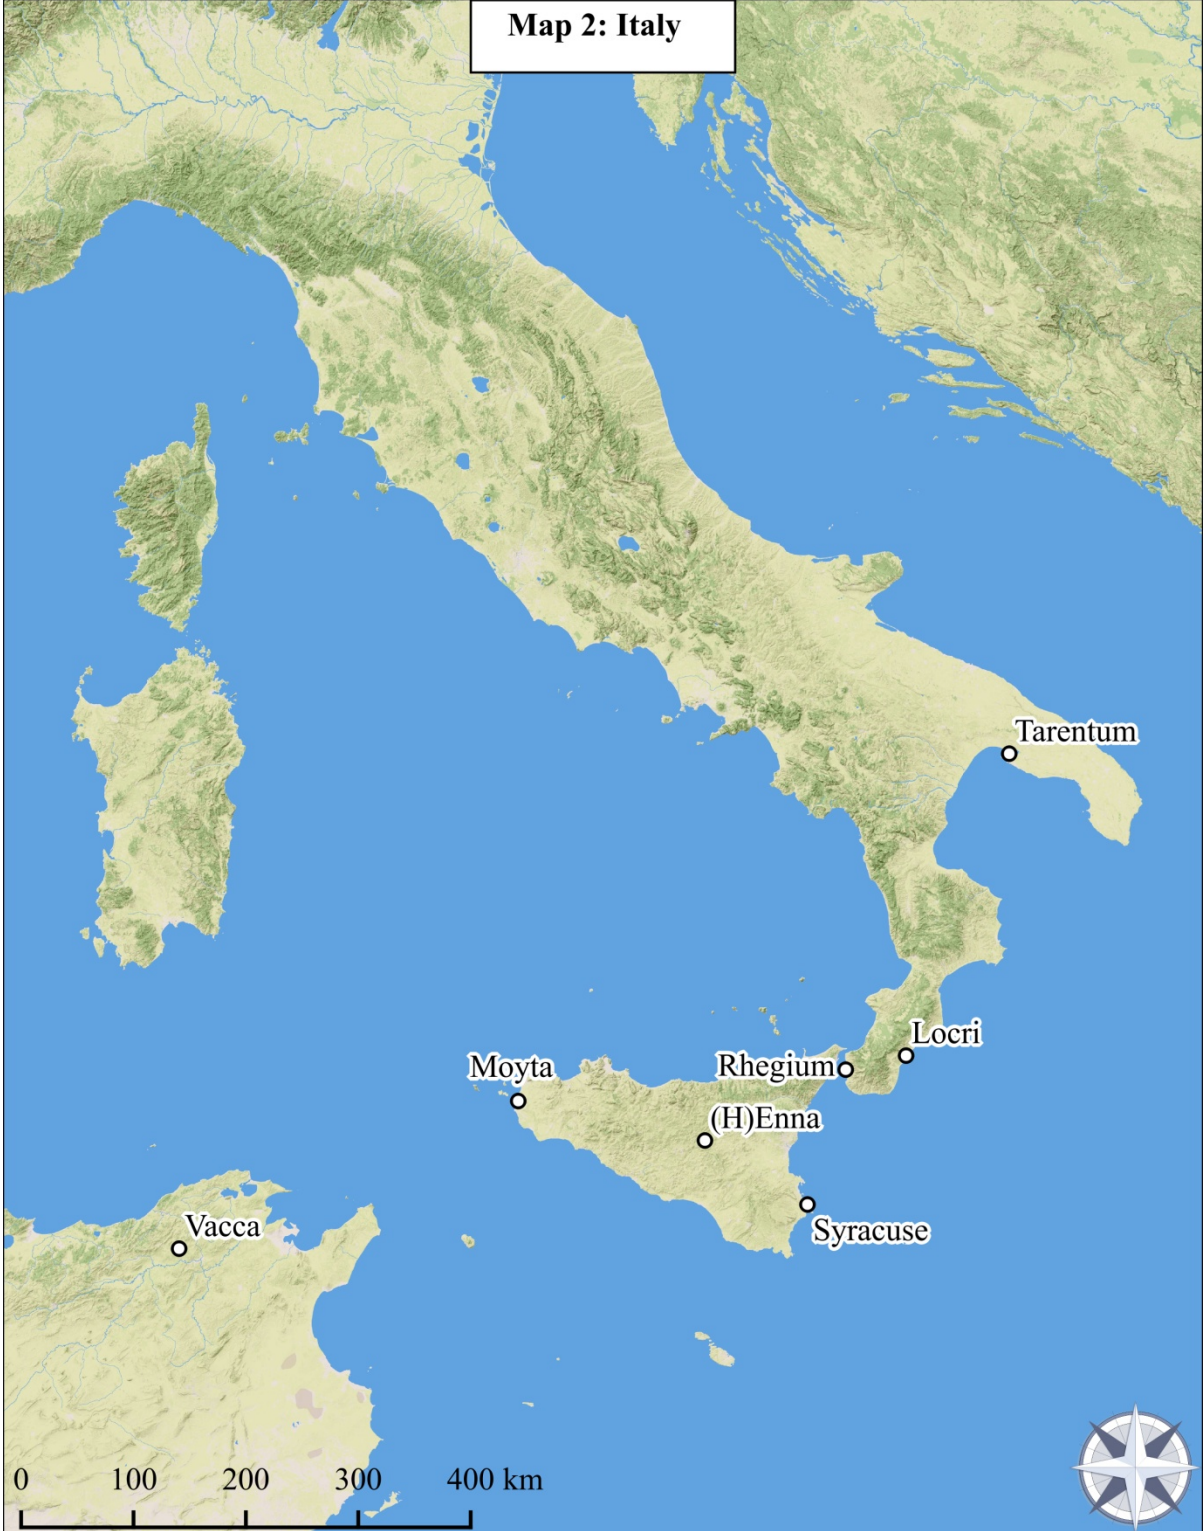 Map 2: Italy
Tarentum
Locri
Rhegium
Moyta
(H)Enna
Syracuse
Vacca
0 100 200 300 400 km